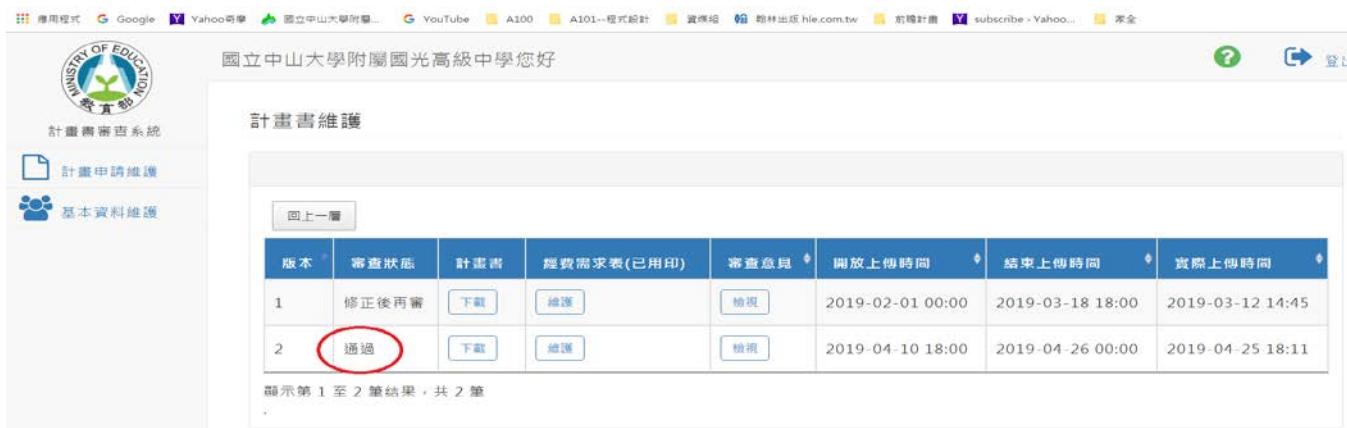 應用程式 Google Yahoo奇摩 國立中山大學附屬... YouTube A100 A101--程式設計 資媒組 翰林出版 hle.com.tw 前瞻計畫 subscribe - Yahoo...
MINISTRY OF EDUCATION
教育部
國立中山大學附屬國光高級中學您好
計畫書審查系統
計畫書維護
計畫申請維護
基本資料維護
回上一層
版本 審查狀態 計畫書 經費需求表(已用印) 審查意見 開放上傳時間 結束上傳時間 實際上傳時間
1 修正後再審 下載 維護 檢視 2019-02-01 00:00 2019-03-18 18:00 2019-03-12 14:45
2 通過 下載 維護 檢視 2019-04-10 18:00 2019-04-26 00:00 2019-04-25 18:11
顯示第 1 至 2 筆結果，共 2 筆